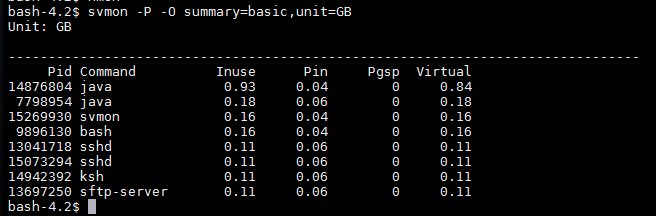 bash-4.2$ svmon -P -O summary=basic,unit=GB
Unit: GB
-------------------------------------------------------------------------------
Pid Command Inuse Pin Pgsp Virtual
14876804 java 0.93 0.04 0 0.84
7798954 java 0.18 0.06 0 0.18
15269930 svmon 0.16 0.04 0 0.16
9896130 bash 0.16 0.04 0 0.16
13041718 sshd 0.11 0.06 0 0.11
15073294 sshd 0.11 0.06 0 0.11
14942392 ksh 0.11 0.06 0 0.11
13697250 sftp-server 0.11 0.06 0 0.11
bash-4.2$